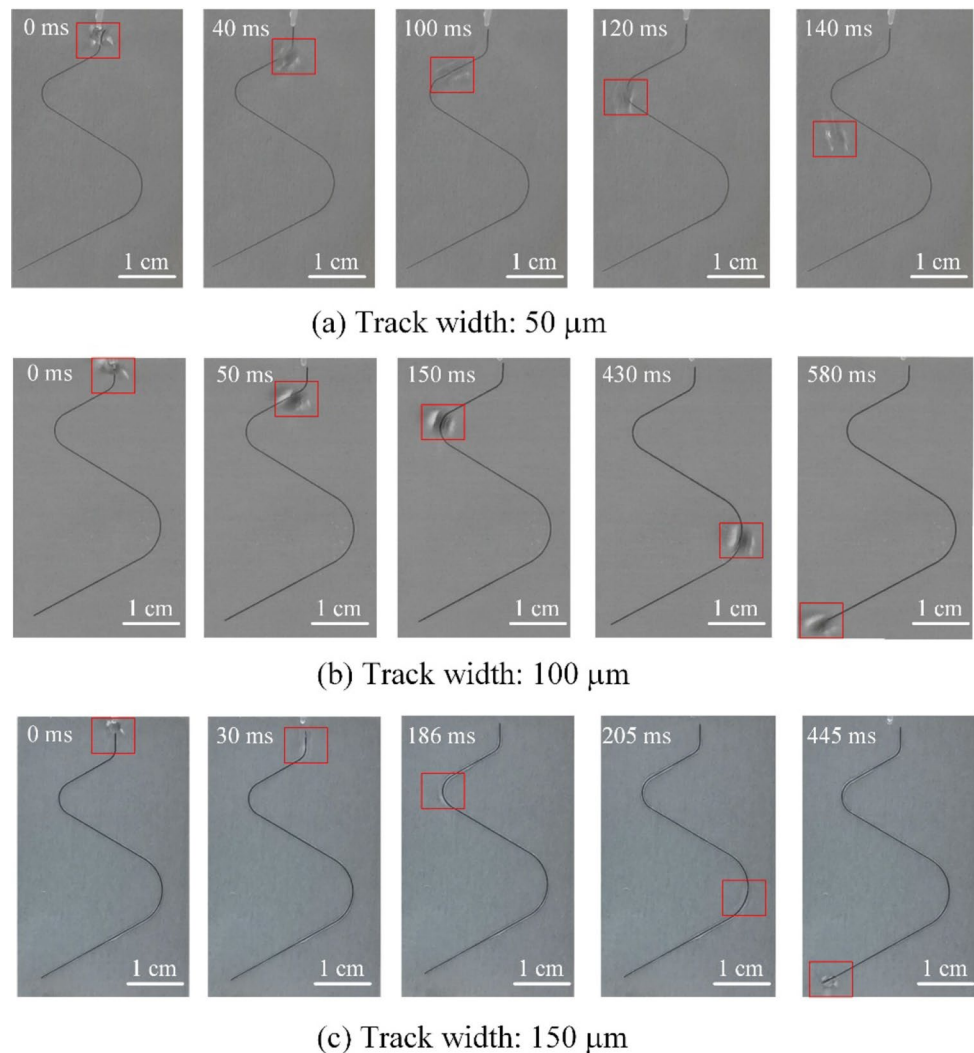 0 ms 40 ms 100 ms 120 ms 140 ms
1 cm 1 cm 1 cm 1 cm 1 cm
(a) Track width: 50 μm
0 ms 50 ms 150 ms 430 ms 580 ms
1 cm 1 cm 1 cm 1 cm 1 cm
(b) Track width: 100 μm
0 ms 30 ms 186 ms 205 ms 445 ms
1 cm 1 cm 1 cm 1 cm 1 cm
(c) Track width: 150 μm